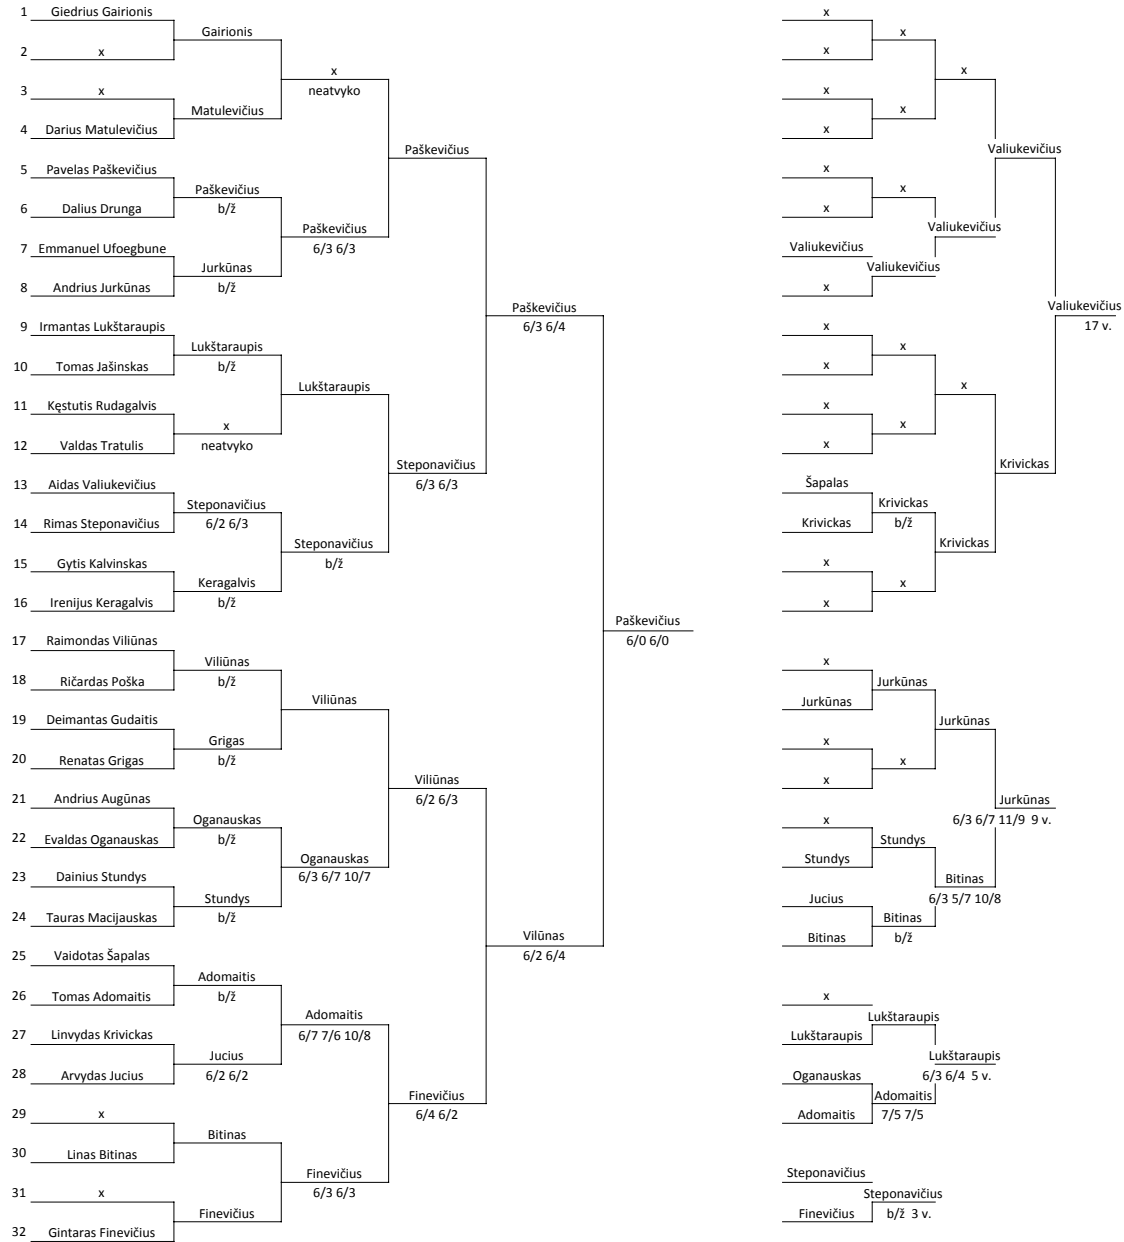 1 Giedrius Gairionis
Gairionis
2 x
x
neatvyko
3 x
Matulevičius
4 Darius Matulevičius
Paškevičius
5 Pavelas Paškevičius
Paškevičius
b/ž
6 Dalius Drunga
Paškevičius
6/3 6/3
7 Emmanuel Ufoegbune
Jurkūnas
b/ž
8 Andrius Jurkūnas
Paškevičius
6/3 6/4
9 Irmantas Lukštaraupis
Lukštaraupis
b/ž
10 Tomas Jašinskas
Lukštaraupis
11 Kęstutis Rudagalvis
x
neatvyko
12 Valdas Tratulis
Steponavičius
6/3 6/3
13 Aidas Valiukevičius
Steponavičius
6/2 6/3
14 Rimas Steponavičius
Steponavičius
b/ž
15 Gytis Kalvinskas
Keragalvis
b/ž
16 Irenijus Keragalvis
Paškevičius
6/0 6/0
17 Raimondas Viliūnas
Viliūnas
b/ž
18 Ričardas Poška
Viliūnas
19 Deimantas Gudaitis
Grigas
b/ž
20 Renatas Grigas
Viliūnas
6/2 6/3
21 Andrius Augūnas
Oganauskas
b/ž
22 Evaldas Oganauskas
Oganauskas
6/3 6/7 10/7
23 Dainius Stundys
Stundys
b/ž
24 Tauras Macijauskas
Vilūnas
6/2 6/4
25 Vaidotas Šapalas
Adomaitis
b/ž
26 Tomas Adomaitis
Adomaitis
6/7 7/6 10/8
27 Linvydas Krivickas
Jucius
6/2 6/2
28 Arvydas Jucius
Finevičius
6/4 6/2
29 x
Bitinas
30 Linas Bitinas
Finevičius
6/3 6/3
31 x
Finevičius
32 Gintaras Finevičius
x
x
x
x
x
x
x
Valiukevičius
x
x
x
Valiukevičius
Valiukevičius
Valiukevičius
x
Valiukevičius
17 v.
x
x
x
x
x
x
x
Krivickas
Šapalas
Krivickas
b/ž
Krivickas
Krivickas
x
x
x
x
Jurkūnas
Jurkūnas
Jurkūnas
x
x
x
Jurkūnas
6/3 6/7 11/9 9 v.
x
Stundys
Stundys
Bitinas
6/3 5/7 10/8
Jucius
Bitinas
b/ž
Bitinas
x
Lukštaraupis
Lukštaraupis
Lukštaraupis
6/3 6/4 5 v.
Oganauskas
Adomaitis
7/5 7/5
Adomaitis
Steponavičius
Steponavičius
b/ž 3 v.
Finevičius